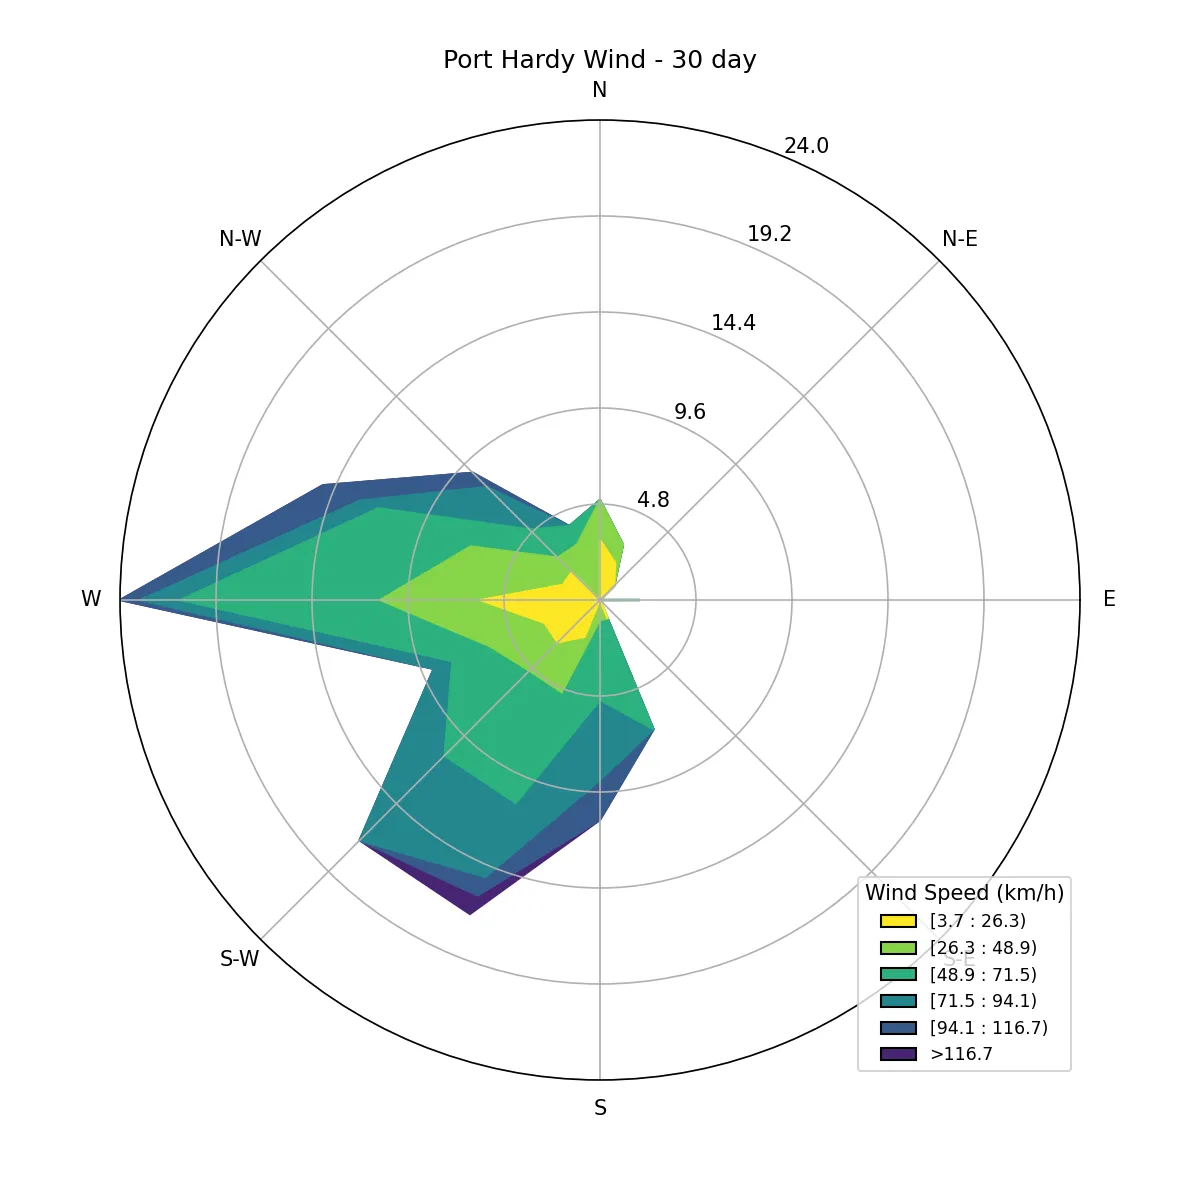 Port Hardy Wind - 30 day
N
24.0
N-W
19.2
N-E
14.4
9.6
4.8
W
E
Wind Speed (km/h)
[3.7 : 26.3)
[26.3 : 48.9)
S-W
S-E
[48.9 : 71.5)
[71.5 : 94.1)
[94.1 : 116.7)
>116.7
S